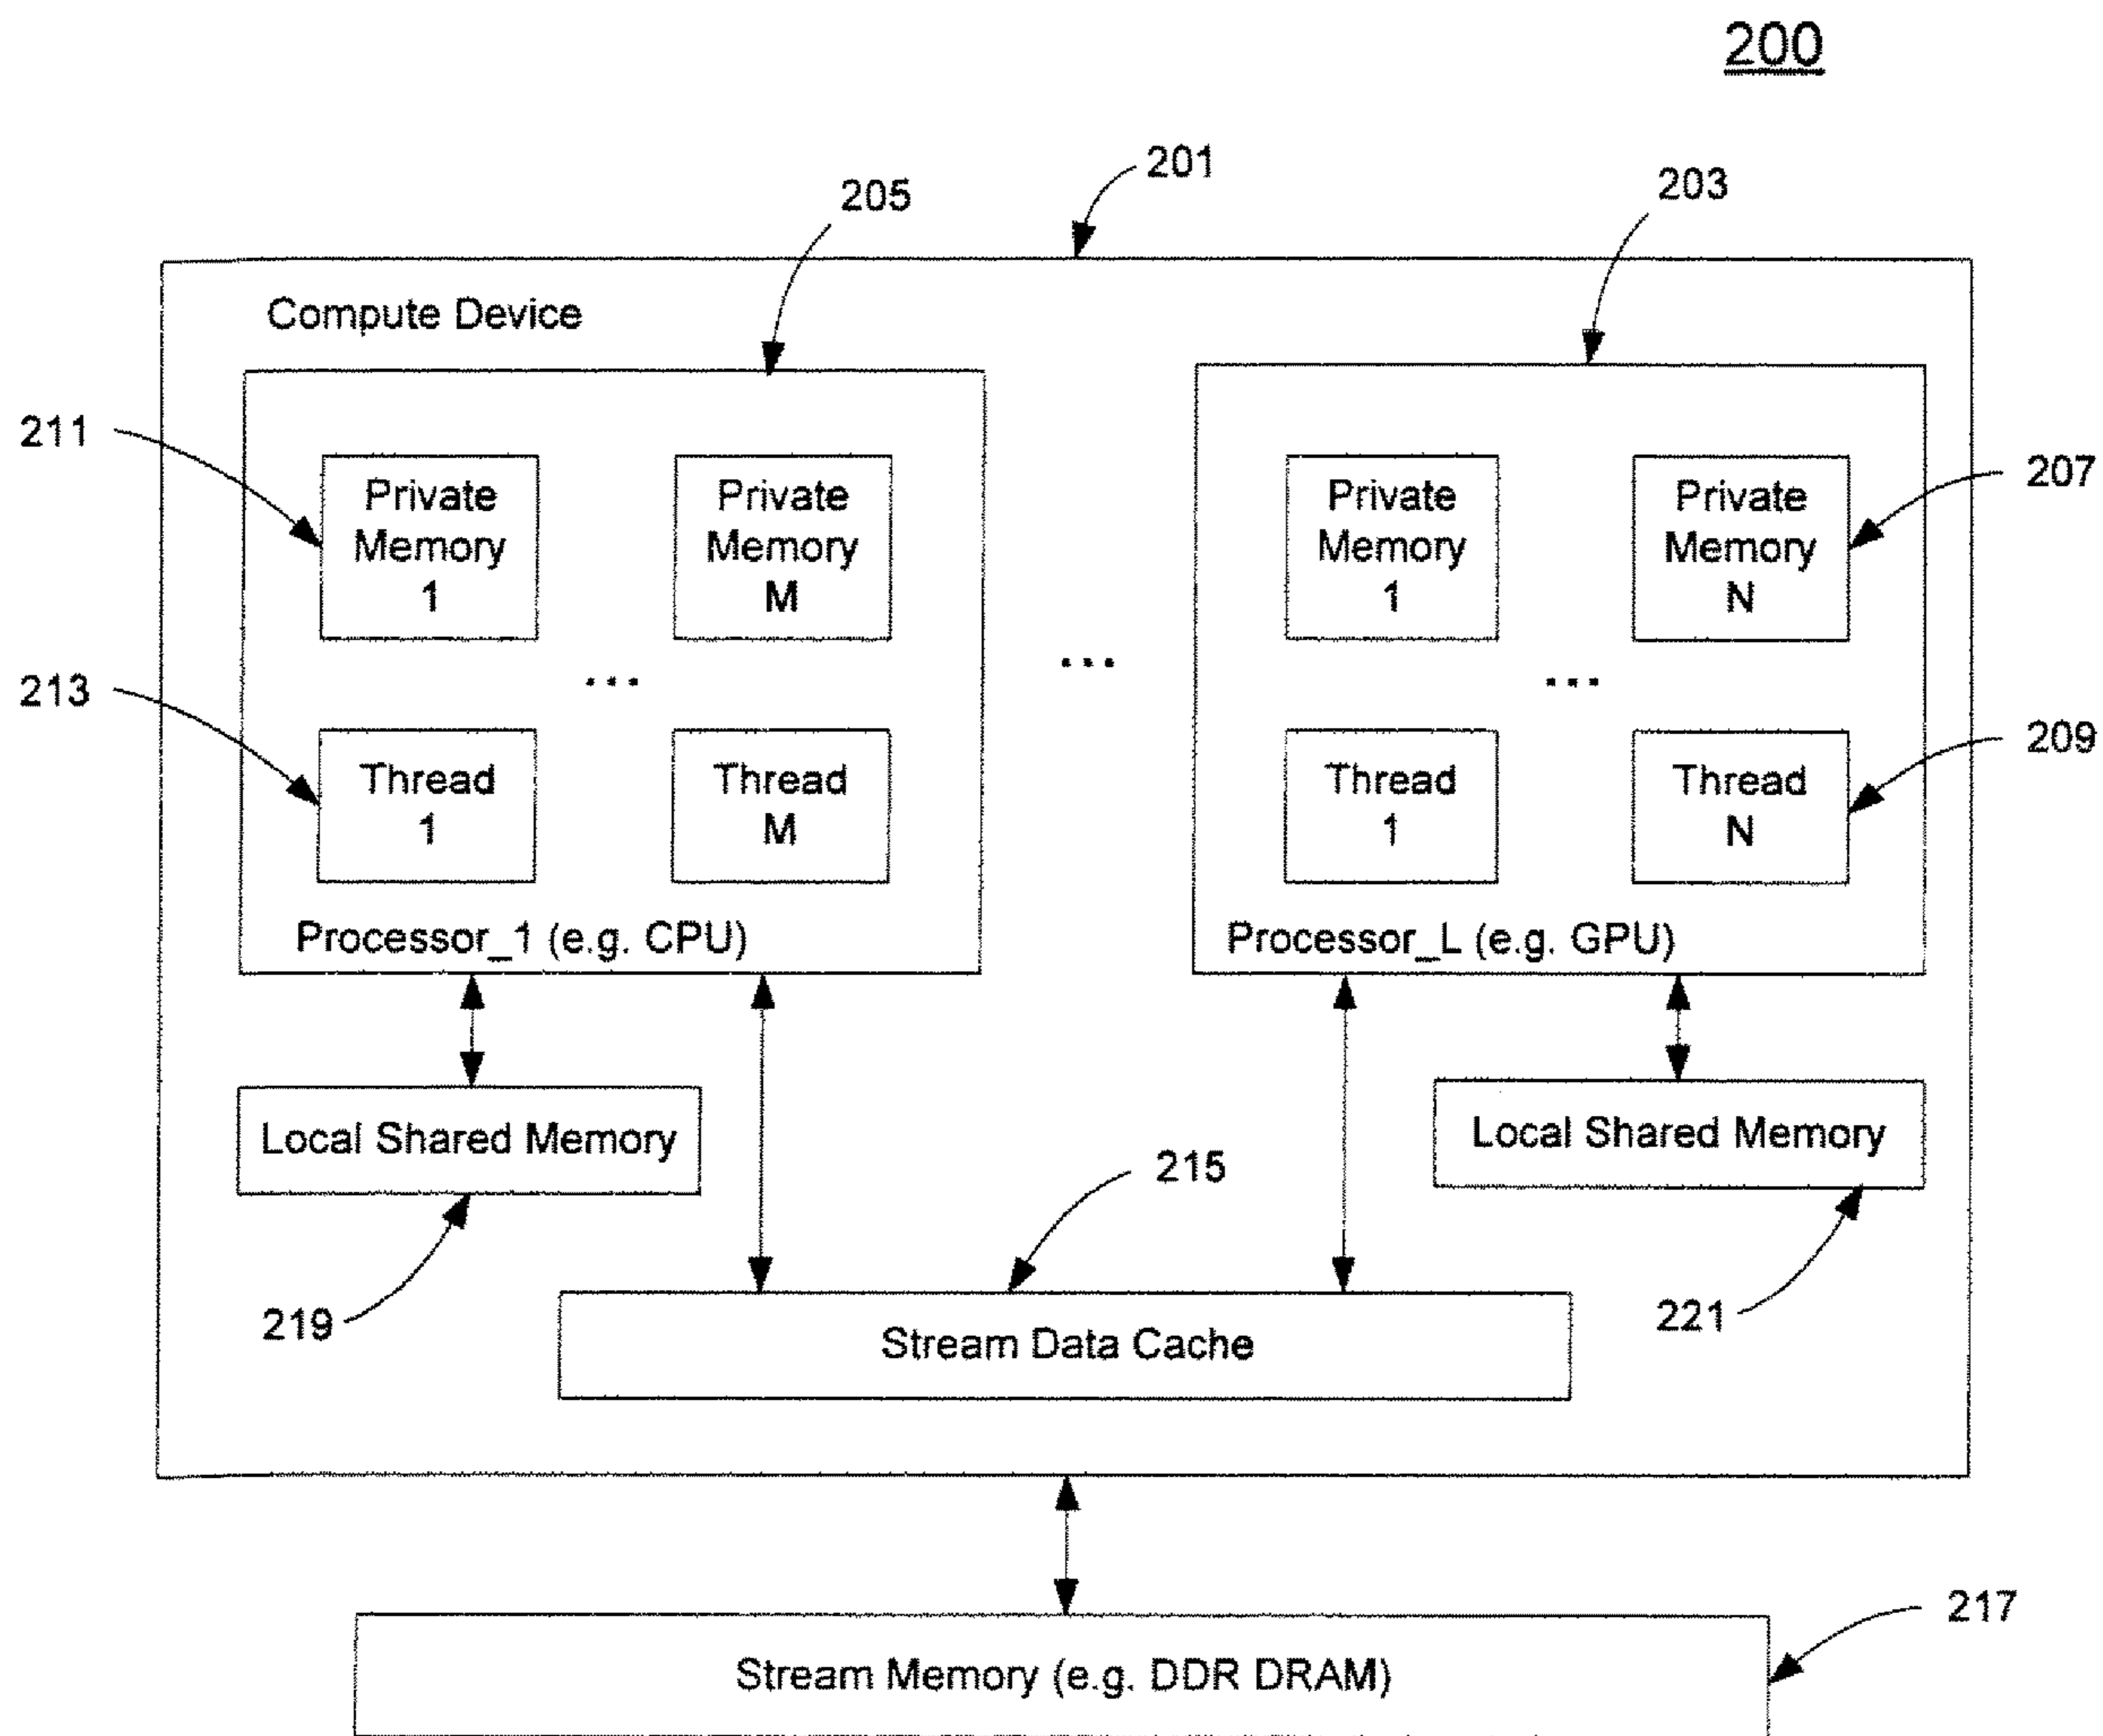 200
201
205
203
Compute Device
211
Private
Memory
1
Private
Memory
M
Private
Memory
1
Private
Memory
N
207
...
...
...
213
Thread
1
Thread
M
Thread
1
Thread
N
209
Processor_1 (e.g. CPU)
Processor_L (e.g. GPU)
Local Shared Memory
Local Shared Memory
215
219
221
Stream Data Cache
217
Stream Memory (e.g. DDR DRAM)